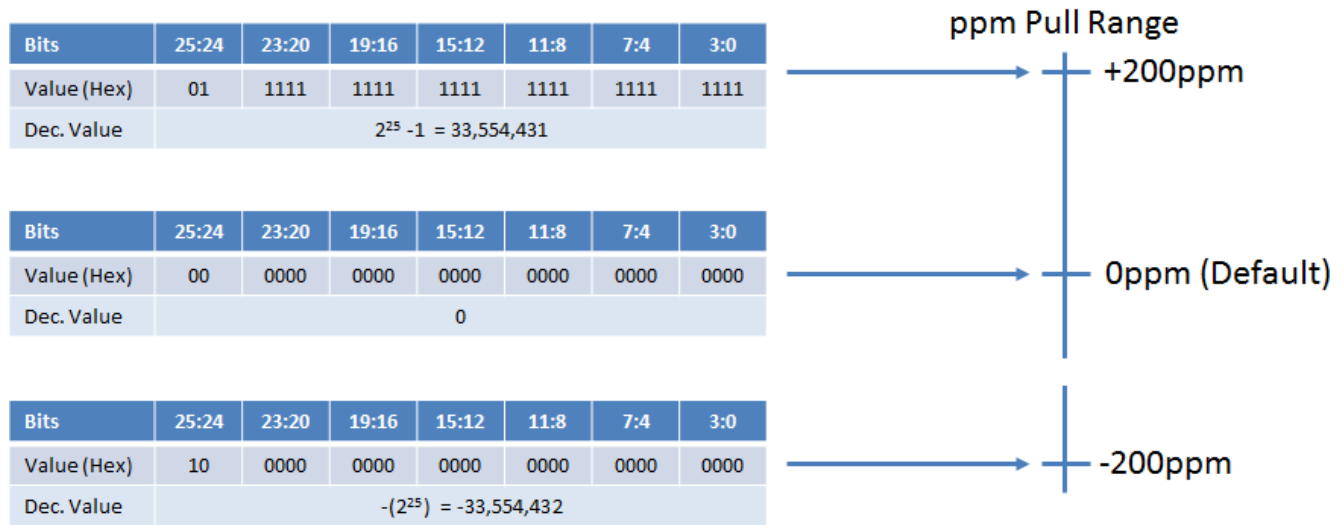 ppm Pull Range
Bits 25:24 23:20 19:16 15:12 11:8 7:4 3:0
Value (Hex) 01 1111 1111 1111 1111 1111 1111
Dec. Value 2²⁵ -1 = 33,554,431
+200ppm
Bits 25:24 23:20 19:16 15:12 11:8 7:4 3:0
Value (Hex) 00 0000 0000 0000 0000 0000 0000
Dec. Value 0
0ppm (Default)
Bits 25:24 23:20 19:16 15:12 11:8 7:4 3:0
Value (Hex) 10 0000 0000 0000 0000 0000 0000
Dec. Value -(2²⁵) = -33,554,432
-200ppm